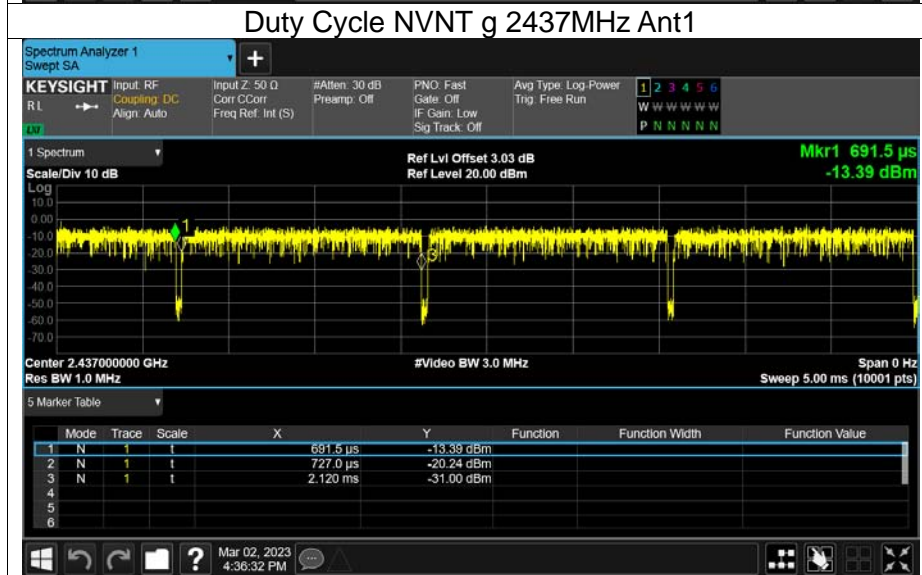 Duty Cycle NVNT g 2437MHz Ant1
Spectrum Analyzer 1
Swept SA
+
KEYSIGHT Input: RF Input Z: 50 Ω #Atten: 30 dB PNO: Fast Avg Type: Log-Power 1 2 3 4 5 6
R L Coupling: DC Corr CCorr Preamp: Off Gate: Off Trig: Free Run W W W W W W
Align: Auto Freq Ref: Int (S) IF Gain: Low P N N N N N
LXI Sig Track: Off
1 Spectrum Ref Lvl Offset 3.03 dB Mkr1 691.5 µs
Scale/Div 10 dB Ref Level 20.00 dBm -13.39 dBm
Log
10.0
0.00
-10.0
-20.0
-30.0
-40.0
-50.0
-60.0
-70.0
1
3
Center 2.437000000 GHz #Video BW 3.0 MHz Span 0 Hz
Res BW 1.0 MHz Sweep 5.00 ms (10001 pts)
5 Marker Table
Mode Trace Scale X Y Function Function Width Function Value
1 N 1 t 691.5 µs -13.39 dBm
2 N 1 t 727.0 µs -20.24 dBm
3 N 1 t 2.120 ms -31.00 dBm
4
5
6
? Mar 02, 2023
4:36:32 PM